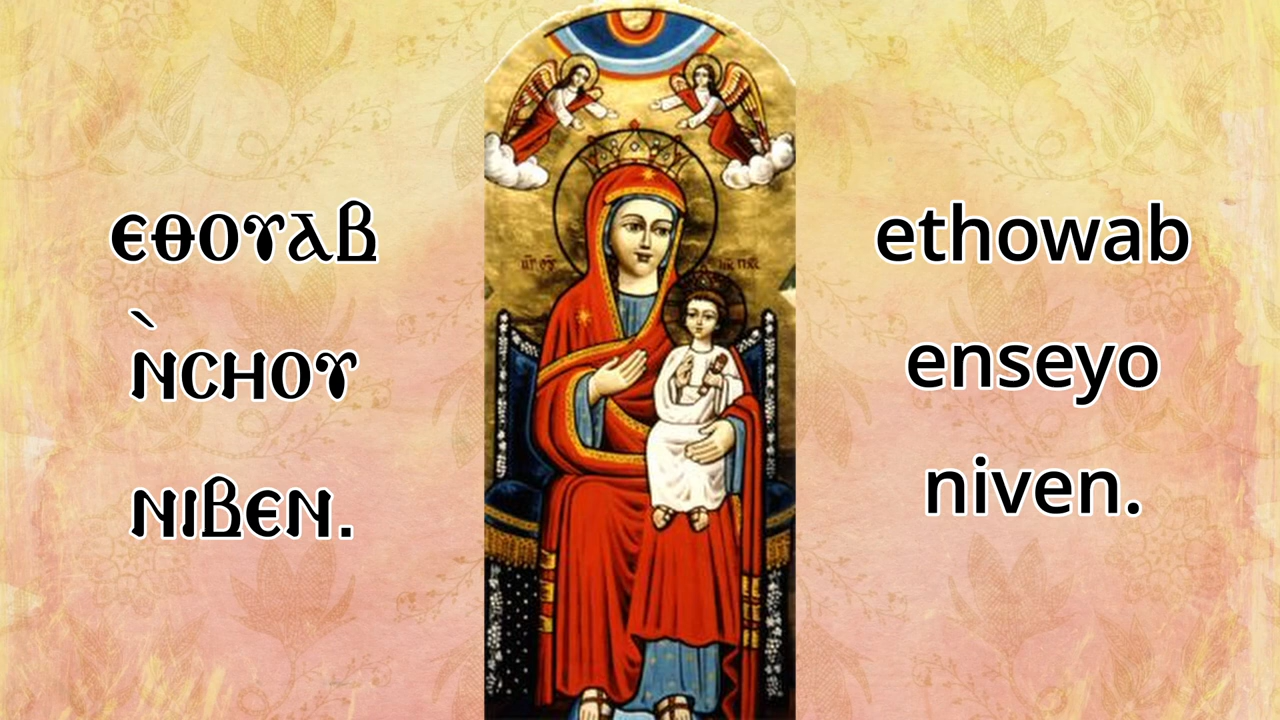 ⲉⲑⲟⲩⲁⲃ
ⲛ̀ⲥⲏⲟⲩ
ⲛⲓⲃⲉⲛ.
ethowab
enseyo
niven.